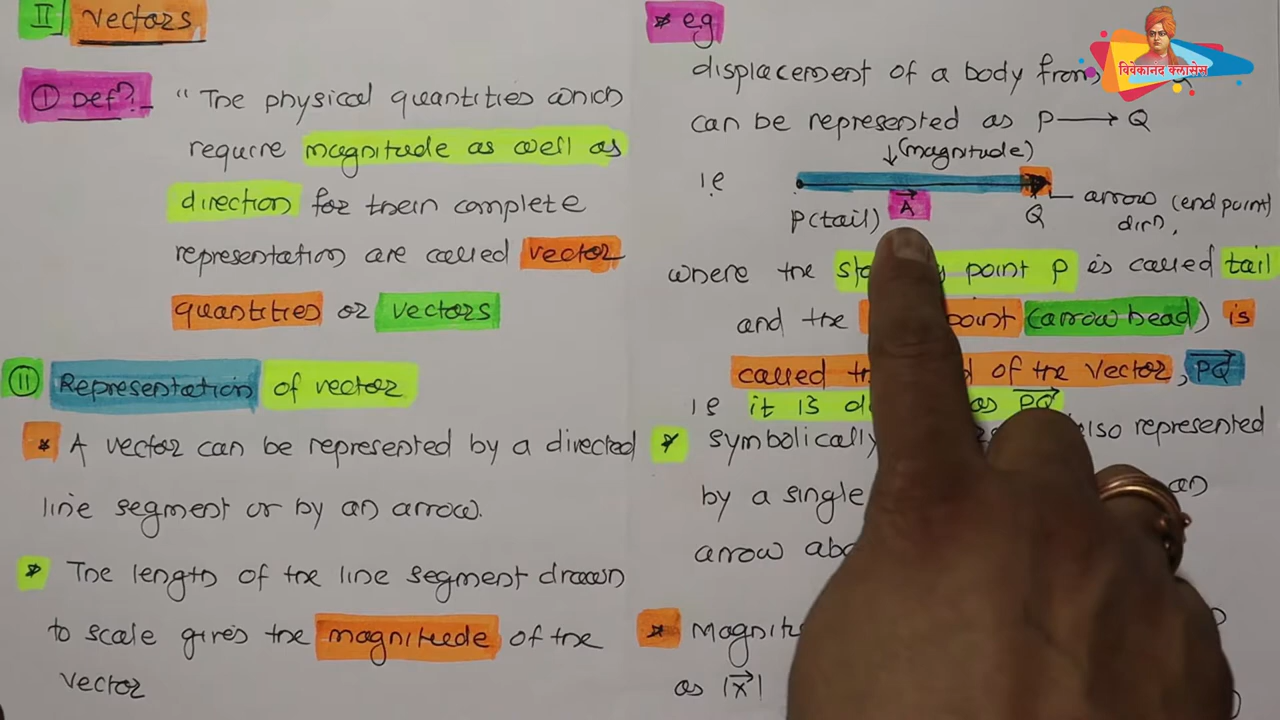 II Vectors
① Def? - "The physical quantities which
require magnitude as well as
direction for their complete
representation are called vector
quantities or vectors
② Representation of vector
* A vector can be represented by a directed
line segment or by an arrow.
* The length of the line segment drawn
to scale gives the magnitude of the
vector
* eg
displacement of a body from
can be represented as P → Q
↓ (magnitude)
ie
P(tail) A⃗ Q arrow (end point)
dirn,
where the point P is called tail
and the point (arrow head) is
called of the vector, PQ⃗
ie it is as PQ⃗
* symbolically also represented
by a single an
arrow
*
as |X⃗|
विवेकानंद क्लासेस